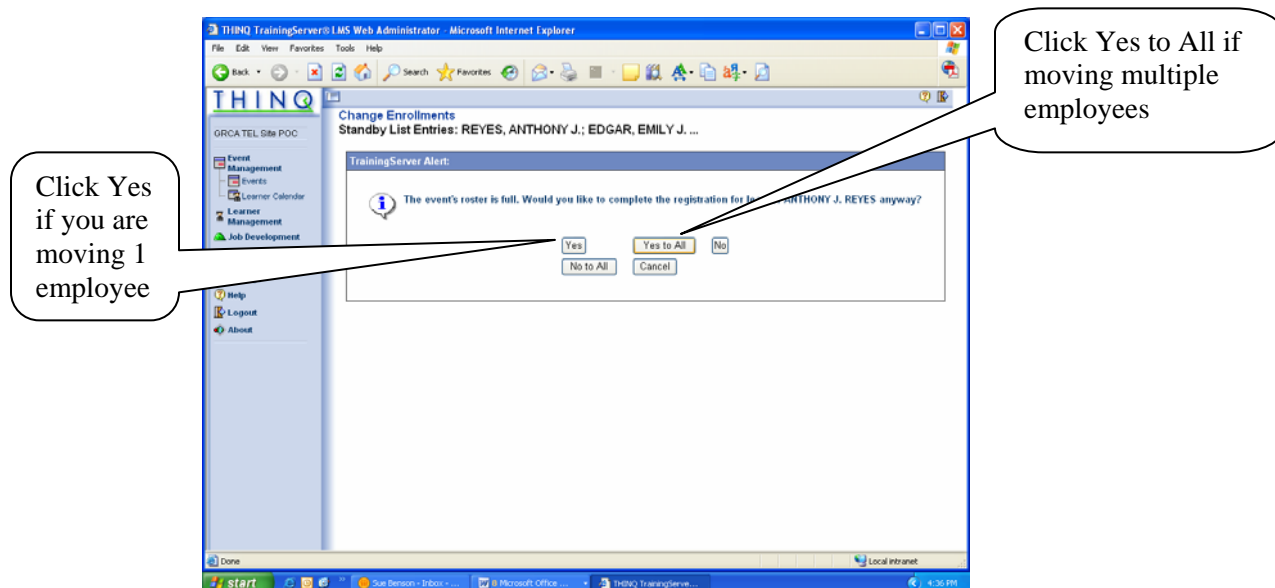 THINQ TrainingServer® LMS Web Administrator - Microsoft Internet Explorer
File Edit View Favorites Tools Help
Back Search Favorites
THINQ
GRCA TEL Site POC
Event Management
Events
Learner Calendar
Learner Management
Job Development
Help
Logout
About
Change Enrollments
Standby List Entries: REYES, ANTHONY J.; EDGAR, EMILY J. ...
TrainingServer Alert:
The event's roster is full. Would you like to complete the registration for ANTHONY J. REYES anyway?
Yes Yes to All No
No to All Cancel
Click Yes
if you are
moving 1
employee
Click Yes to All if
moving multiple
employees
Done Local intranet
start Sue Benson - Inbox - ... 8 Microsoft Office ... THINQ TrainingServe... 4:36 PM